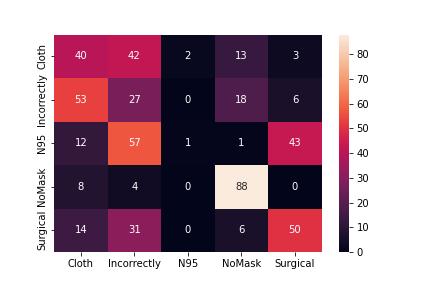 Cloth 40 42 2 13 3
Incorrectly 53 27 0 18 6
N95 12 57 1 1 43
NoMask 8 4 0 88 0
Surgical 14 31 0 6 50
Cloth Incorrectly N95 NoMask Surgical
80
70
60
50
40
30
20
10
0